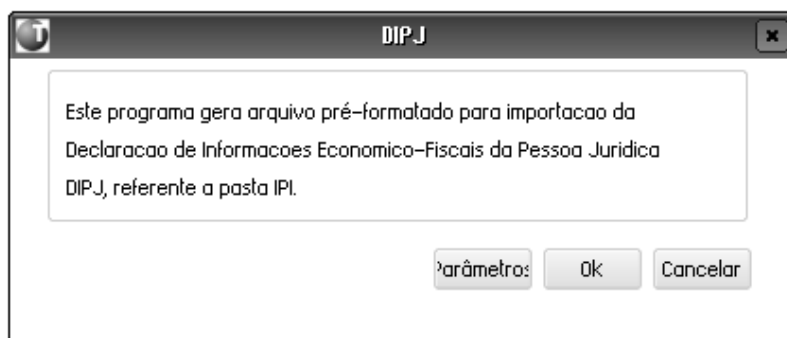 DIPJ
Este programa gera arquivo pré-formatado para importacao da
Declaracao de Informacoes Economico-Fiscais da Pessoa Juridica
DIPJ, referente a pasta IPI.
Parâmetros Ok Cancelar